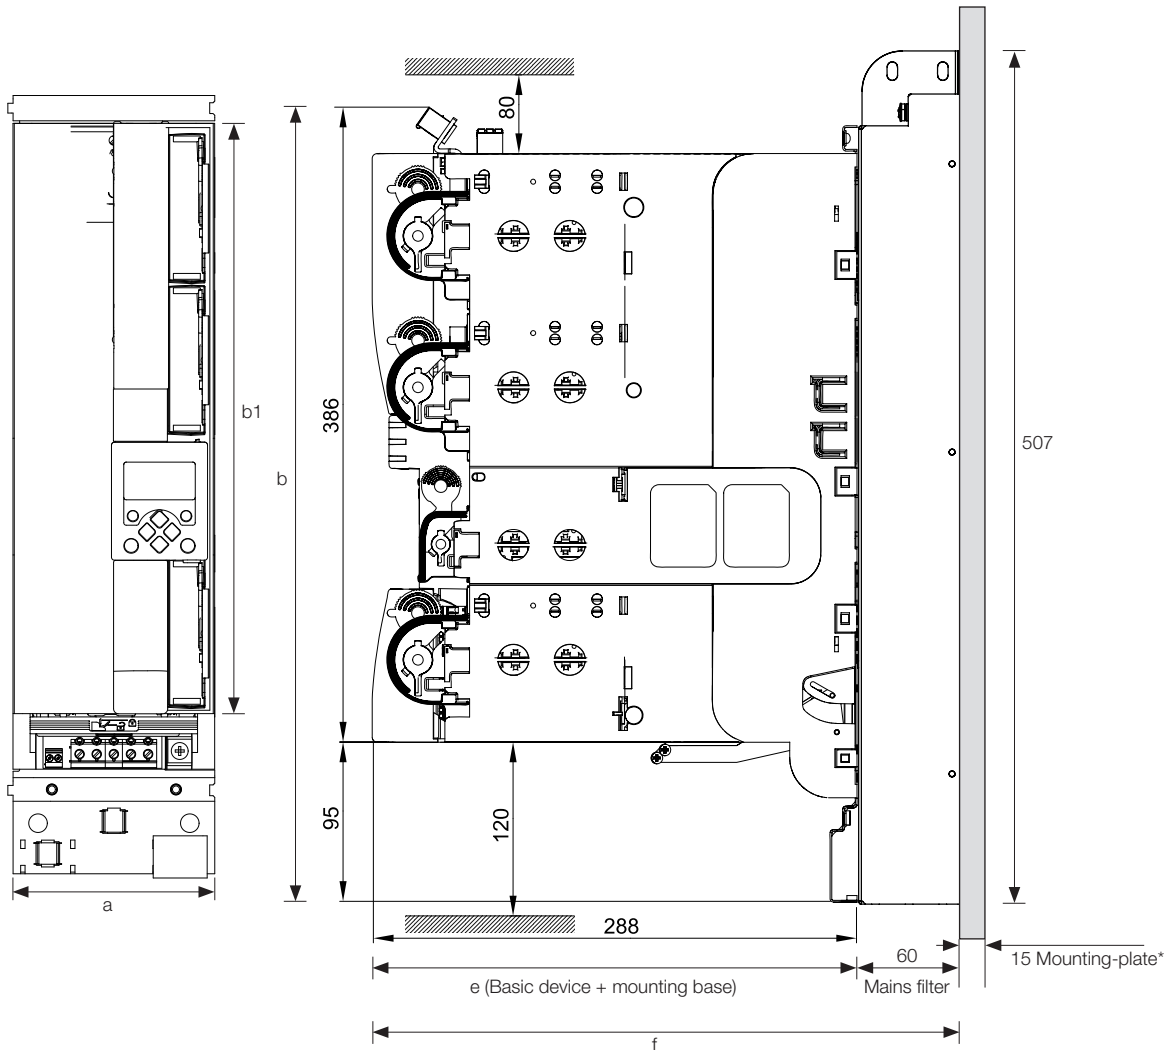 80
b1
386
507
b
95
120
a
288
60
15 Mounting-plate*
e (Basic device + mounting base)
Mains filter
f